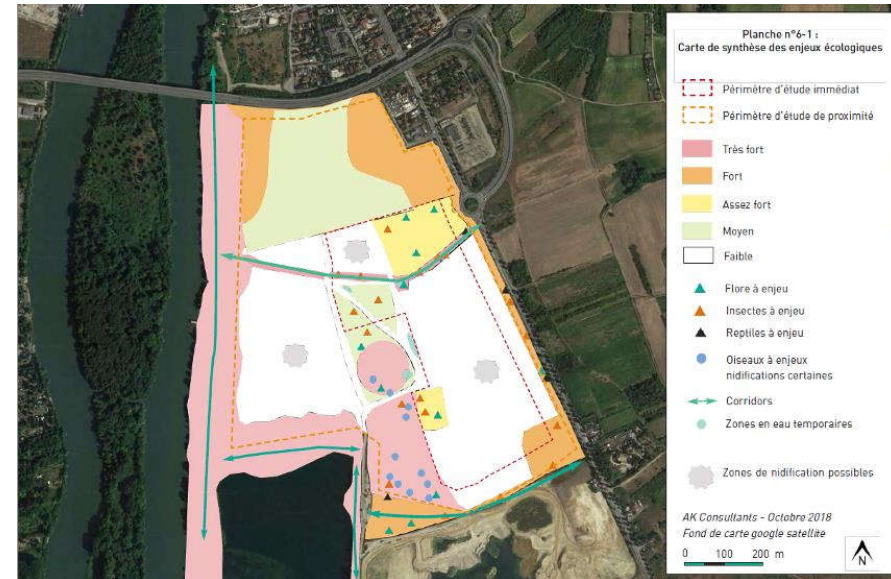 Planche n°6-1 :
Carte de synthèse des enjeux écologiques
Périmètre d'étude immédiat
Périmètre d'étude de proximité
Très fort
Fort
Assez fort
Moyen
Faible
Flore à enjeu
Insectes à enjeu
Reptiles à enjeu
Oiseaux à enjeux
nidifications certaines
Corridors
Zones en eau temporaires
Zones de nidification possibles
AK Consultants - Octobre 2018
Fond de carte google satellite
0 100 200 m
N